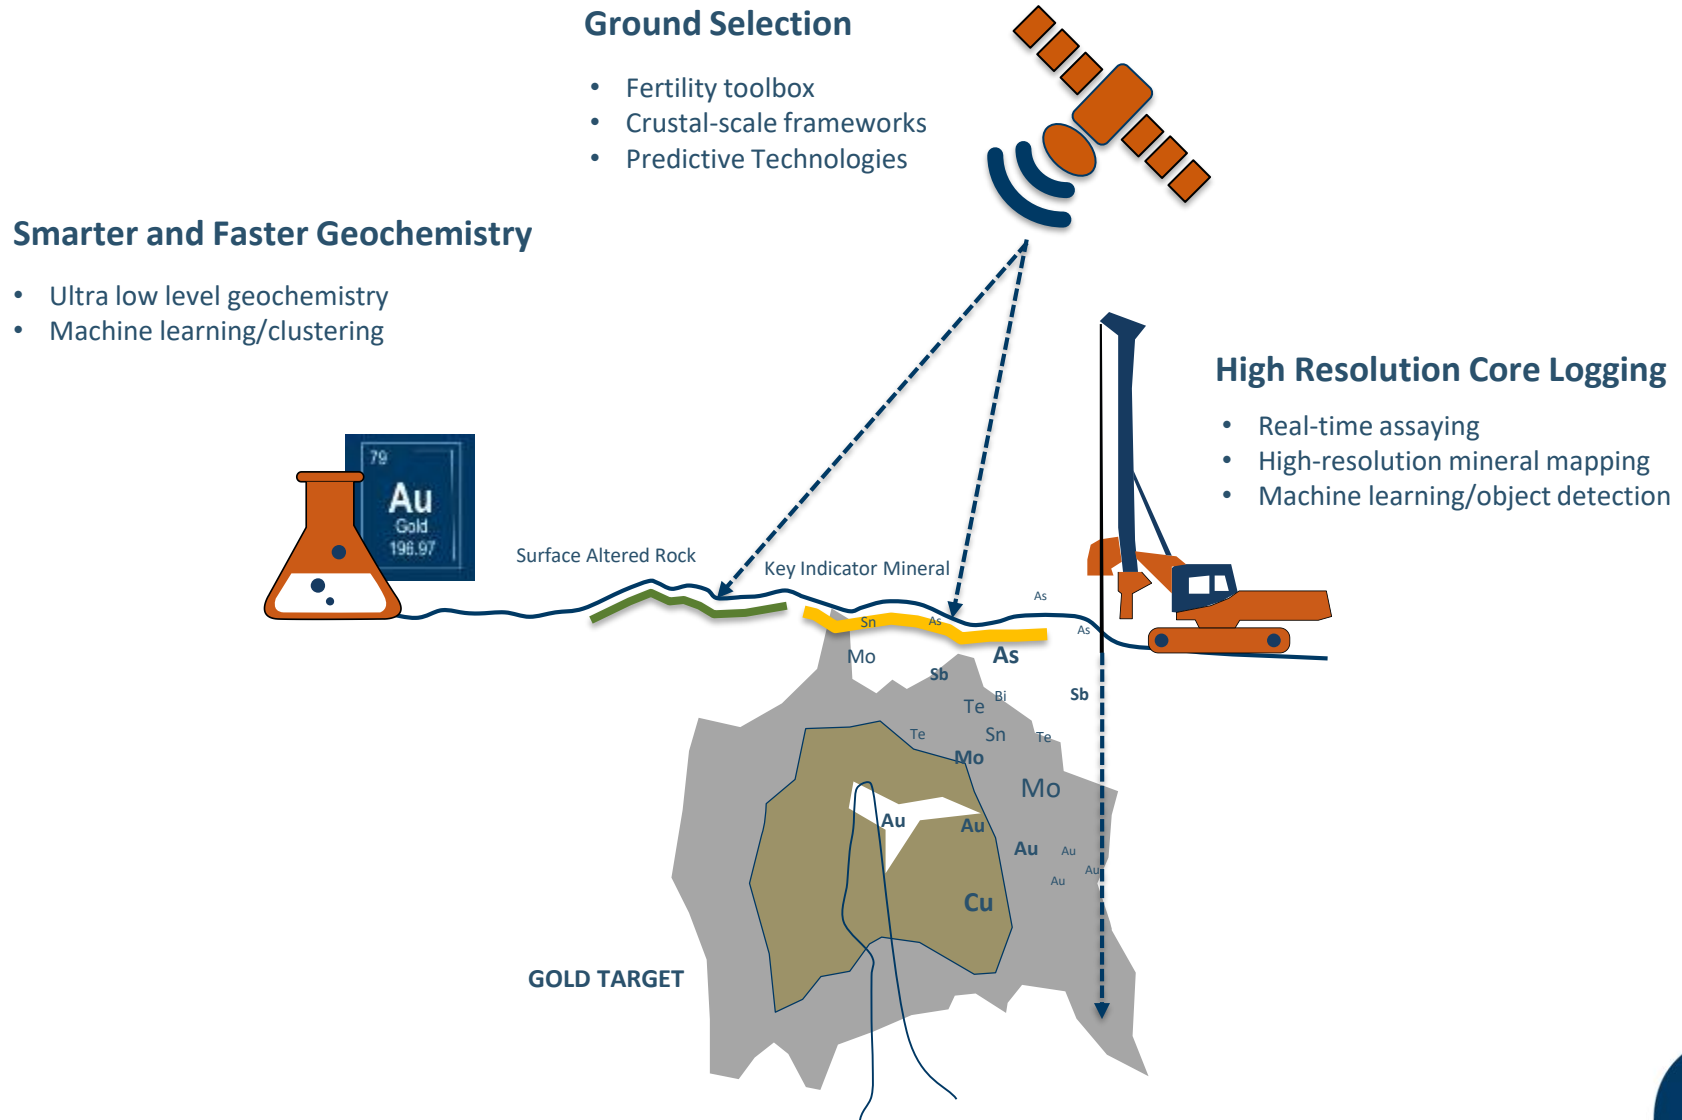 Ground Selection
• Fertility toolbox
• Crustal-scale frameworks
• Predictive Technologies
Smarter and Faster Geochemistry
• Ultra low level geochemistry
• Machine learning/clustering
High Resolution Core Logging
• Real-time assaying
• High-resolution mineral mapping
• Machine learning/object detection
79
Au
Gold
196.97
Surface Altered Rock
Key Indicator Mineral
As
Sn
As
As
Mo
As
Sb
Bi
Sb
Te
Te
Sn
Te
Mo
Mo
Au
Au
Au
Au
Au
Au
Cu
GOLD TARGET